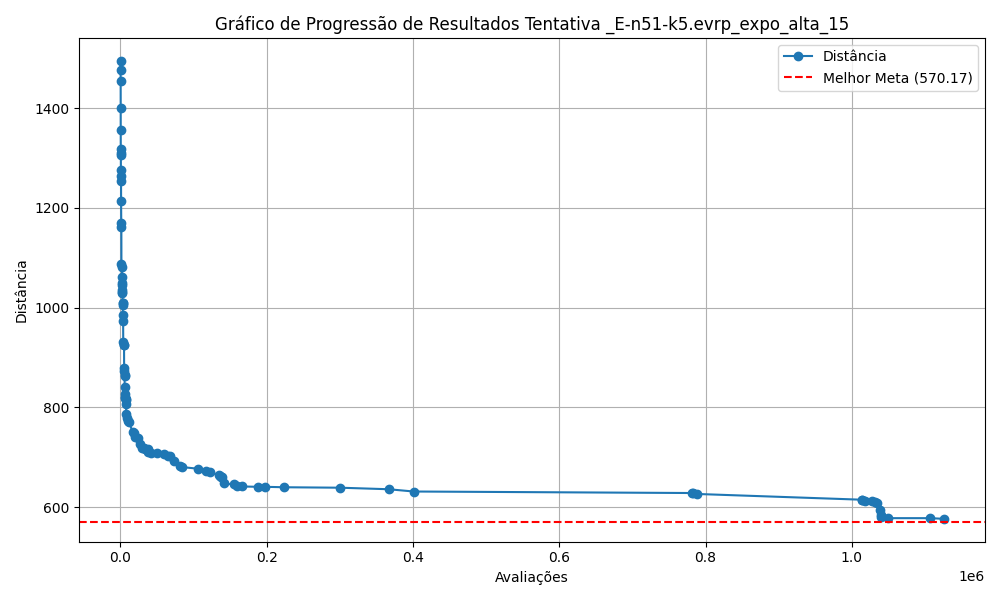 Gráfico de Progressão de Resultados Tentativa _E-n51-k5.evrp_expo_alta_15
Distância
Melhor Meta (570.17)
Distância
1400
1200
1000
800
600
0.0 0.2 0.4 0.6 0.8 1.0
1e6
Avaliações